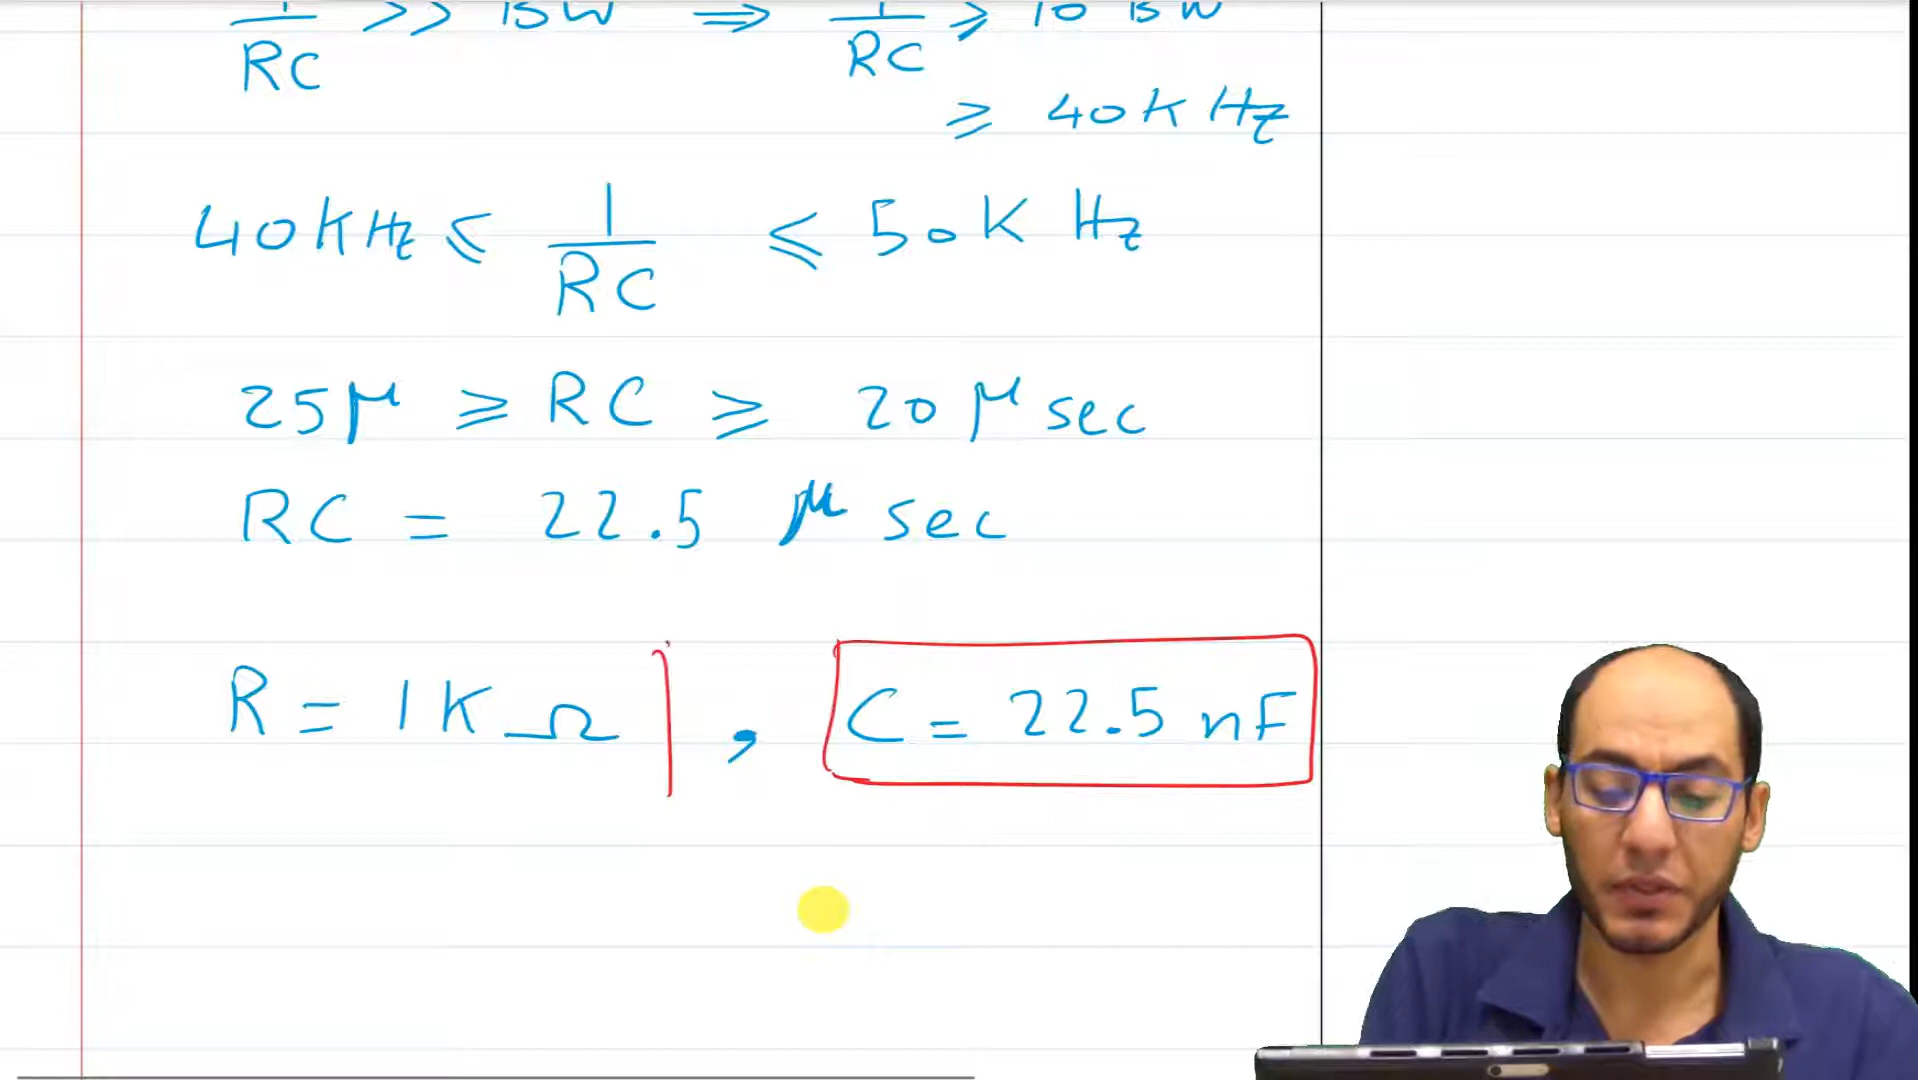 1/RC >> BW ⇒ 1/RC ⩾ 10 BW
⩾ 40K Hz
40KHz ⩽ 1/RC ⩽ 50K Hz
25μ ⩾ RC ⩾ 20 μ sec
RC = 22.5 μ sec
R = 1K Ω , C = 22.5 nF